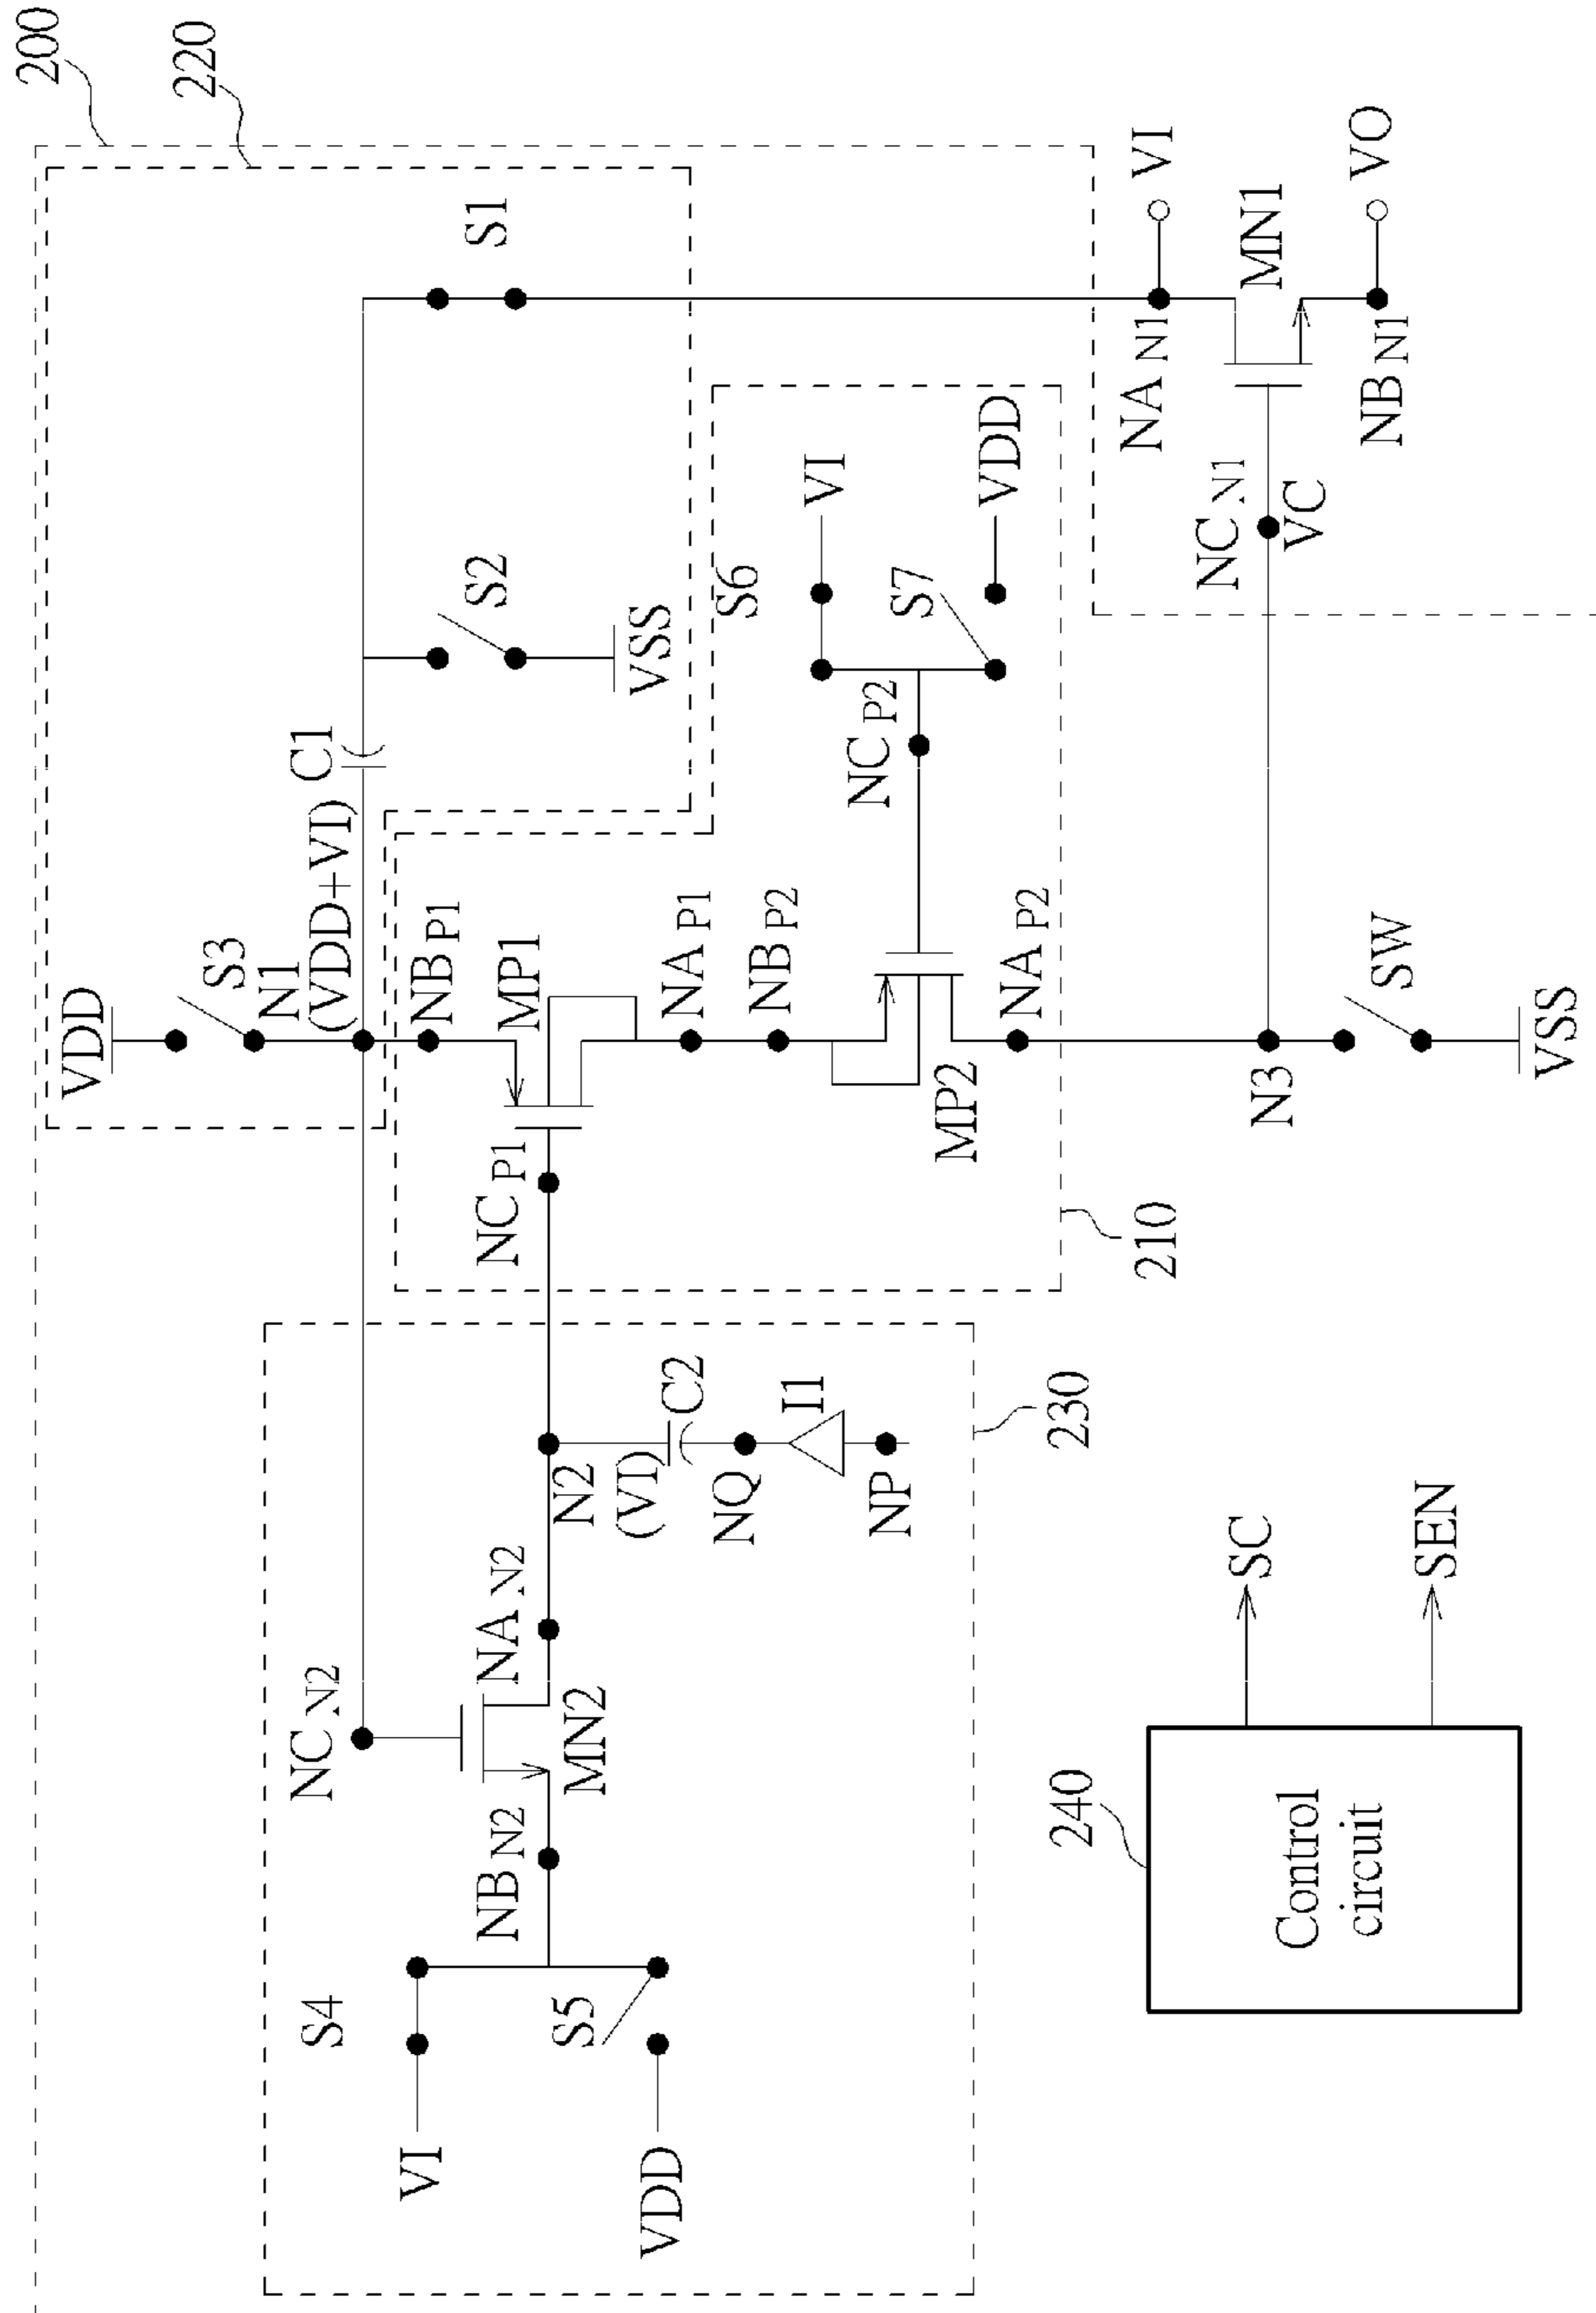 200
220
VDD
S3
N1
(VDD+VI)
C1
S2
VSS
S1
NB P1
MP1
NC P1
NA P1
NB P2
MP2
NA P2
NC P2
S6
VI
S7
VDD
210
NC N2
NA N2
MN2
NB N2
S4
VI
S5
VDD
N2
(VI)
C2
NQ
I1
NP
230
NA N1
VI
MN1
NC N1
VC
NB N1
VO
N3
SW
VSS
240
Control
circuit
SC
SEN